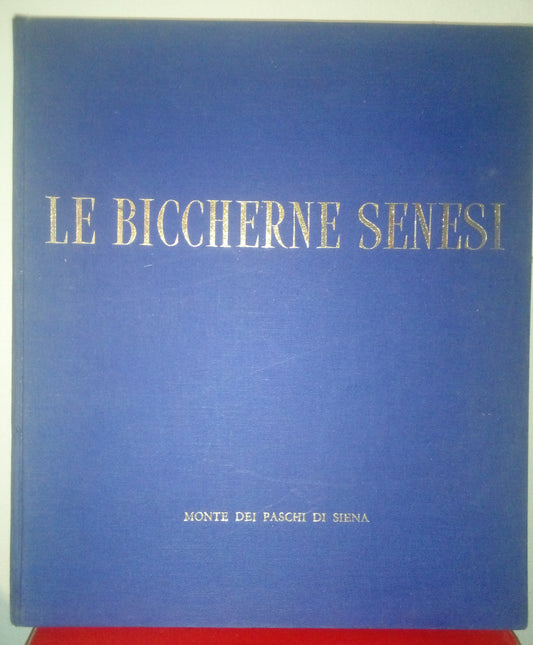 LE BICCHERNE SENESI
MONTE DEI PASCHI DI SIENA